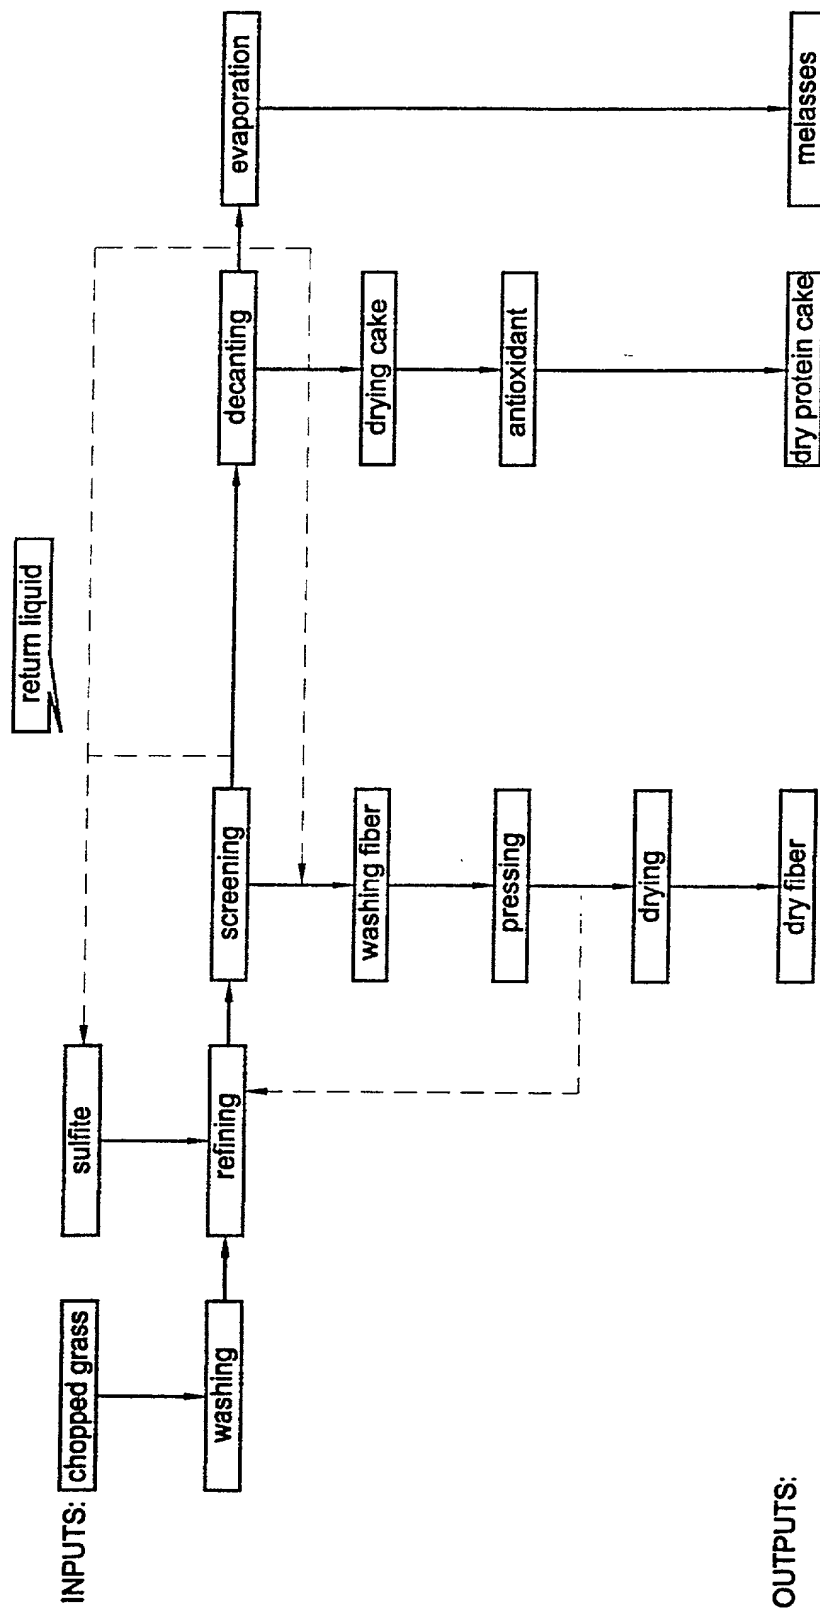 return liquid
INPUTS:
chopped grass
sulfite
washing
refining
screening
decanting
evaporation
washing fiber
drying cake
pressing
antioxidant
drying
OUTPUTS:
dry fiber
dry protein cake
melasses